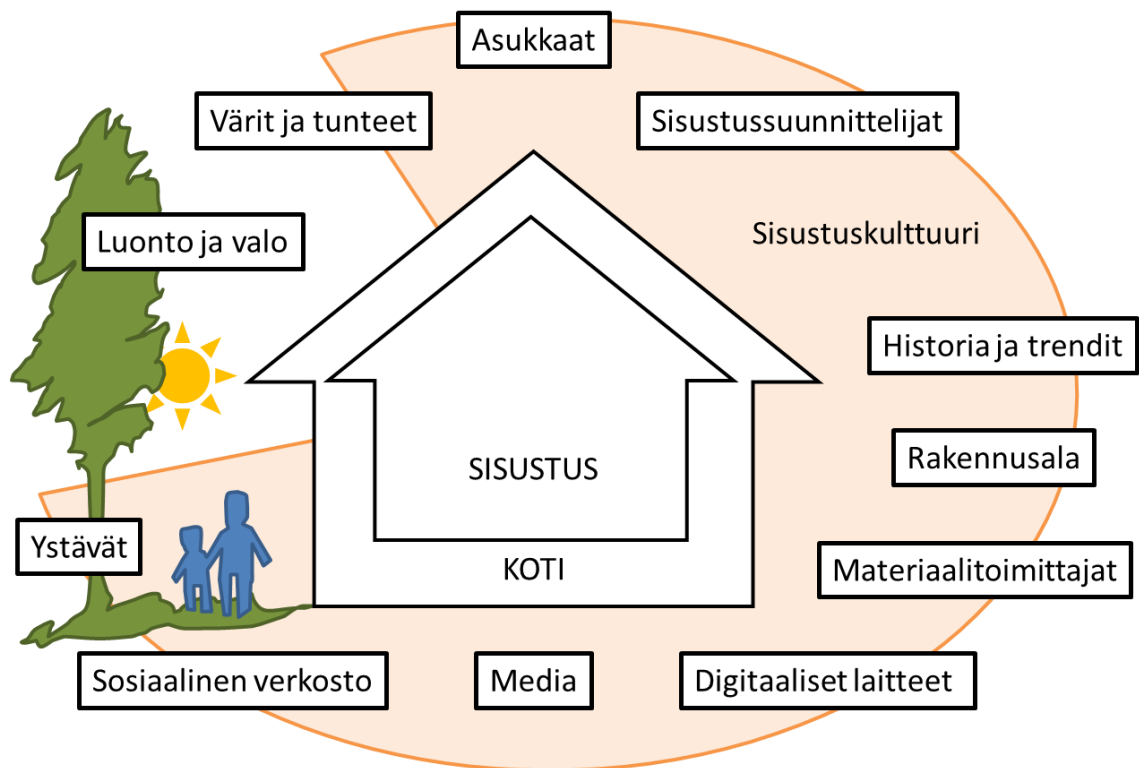 Asukkaat
Värit ja tunteet
Sisustussuunnittelijat
Luonto ja valo
Sisustuskulttuuri
Historia ja trendit
Rakennusala
SISUSTUS
Ystävät
KOTI
Materiaalitoimittajat
Sosiaalinen verkosto
Media
Digitaaliset laitteet